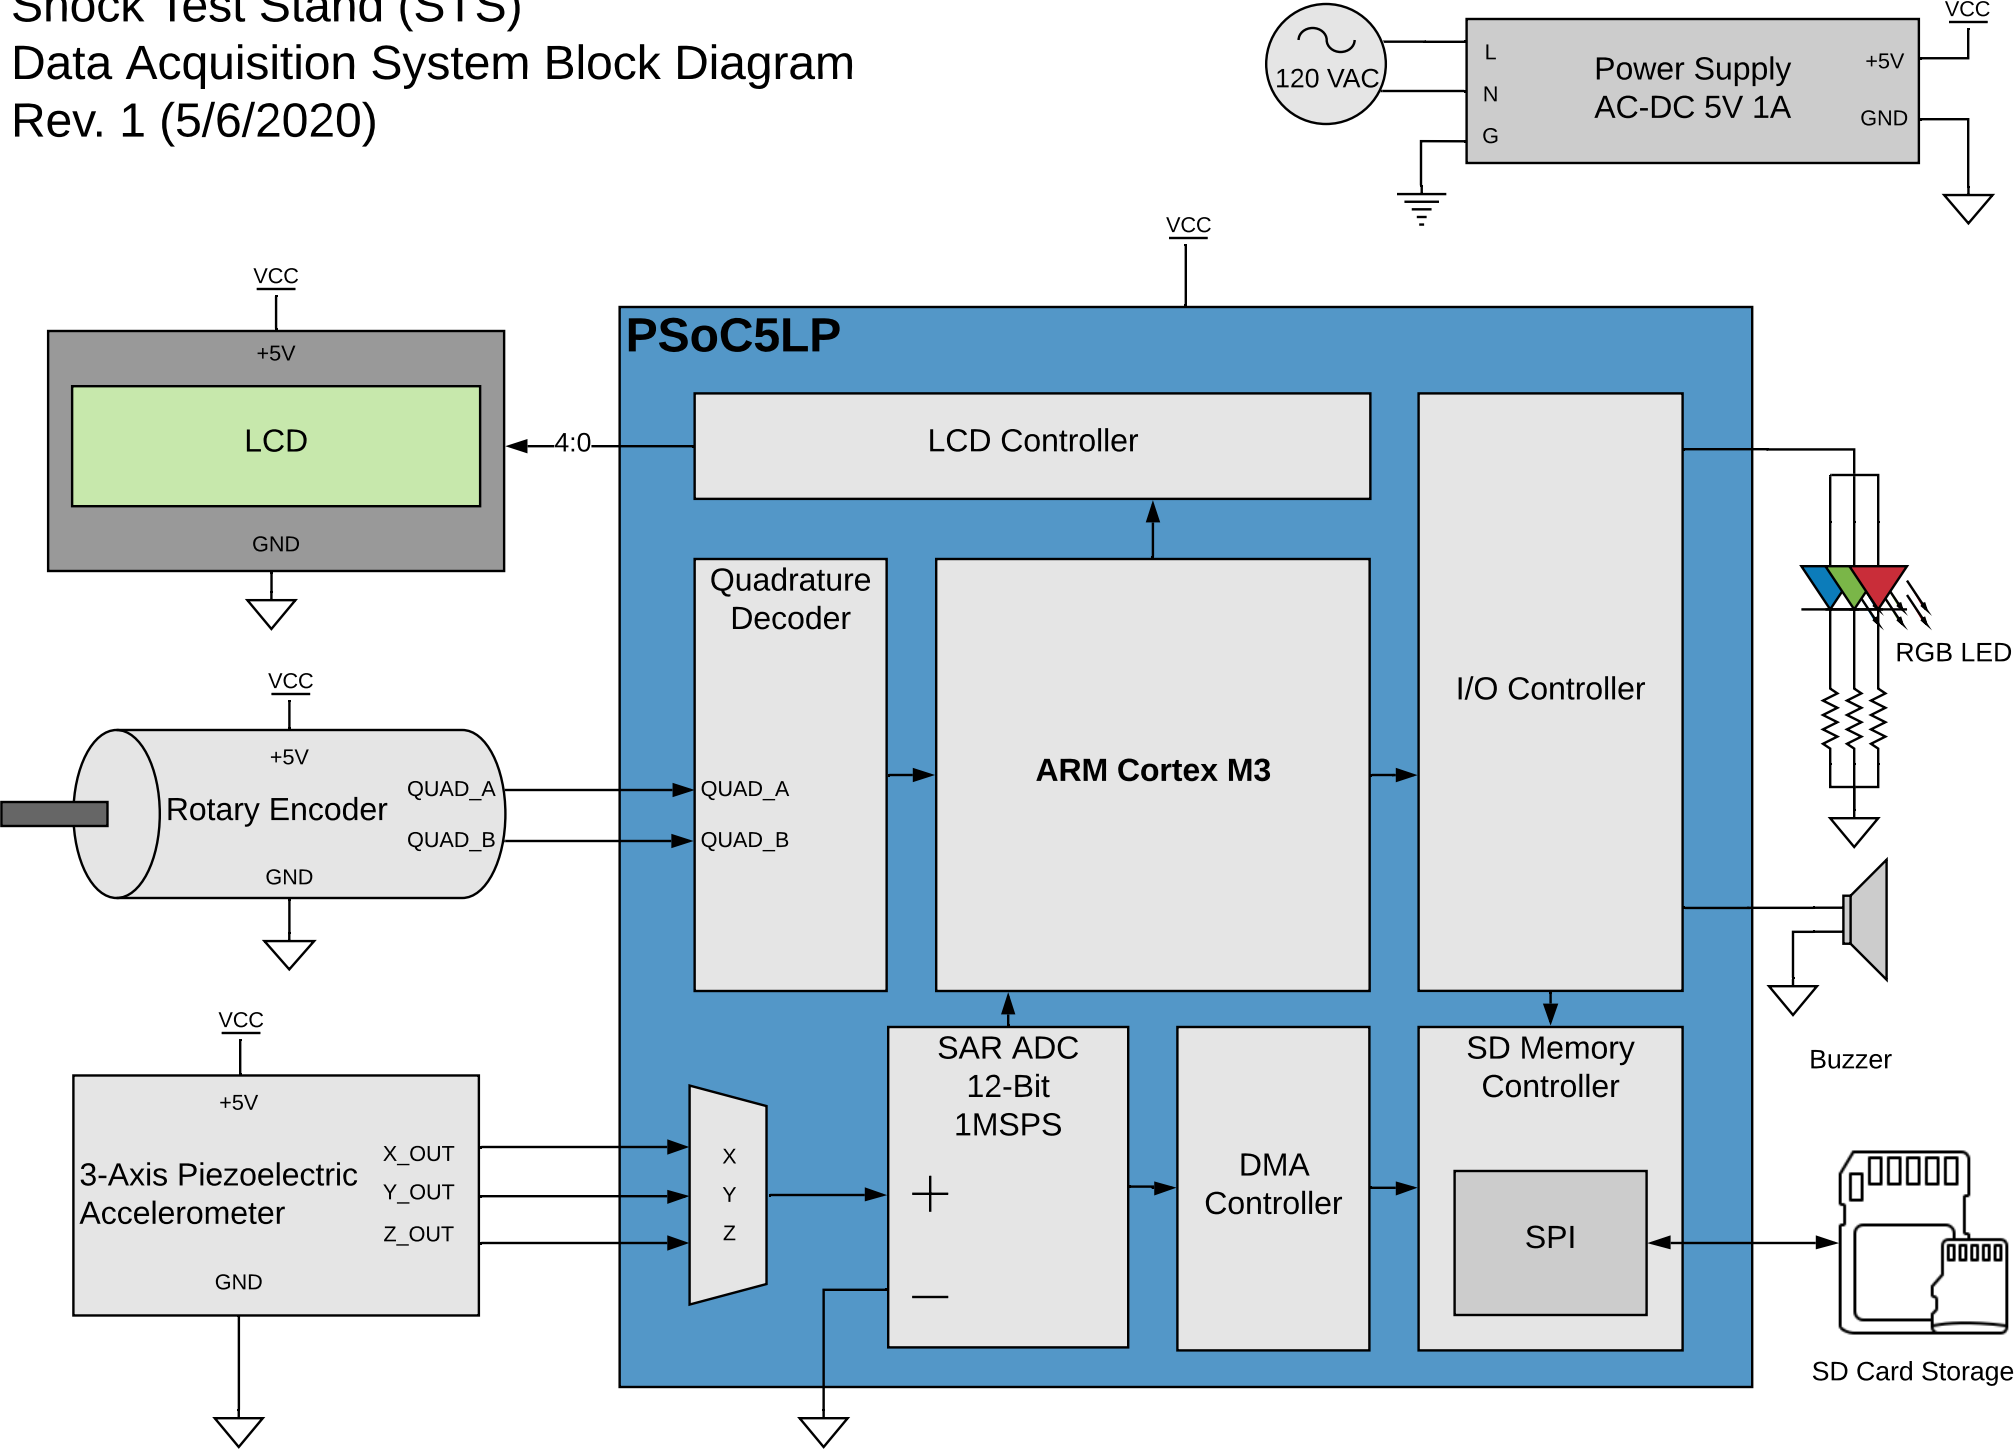 Shock Test Stand (STS)
Data Acquisition System Block Diagram
Rev. 1 (5/6/2020)
120 VAC
L
N
G
Power Supply
AC-DC 5V 1A
+5V
GND
VCC
VCC
VCC
+5V
LCD
GND
4:0
PSoC5LP
LCD Controller
Quadrature
Decoder
QUAD_A
QUAD_B
ARM Cortex M3
I/O Controller
RGB LED
VCC
+5V
Rotary Encoder
QUAD_A
QUAD_B
GND
Buzzer
VCC
+5V
3-Axis Piezoelectric
Accelerometer
X_OUT
Y_OUT
Z_OUT
GND
X
Y
Z
SAR ADC
12-Bit
1MSPS
DMA
Controller
SD Memory
Controller
SPI
SD Card Storage